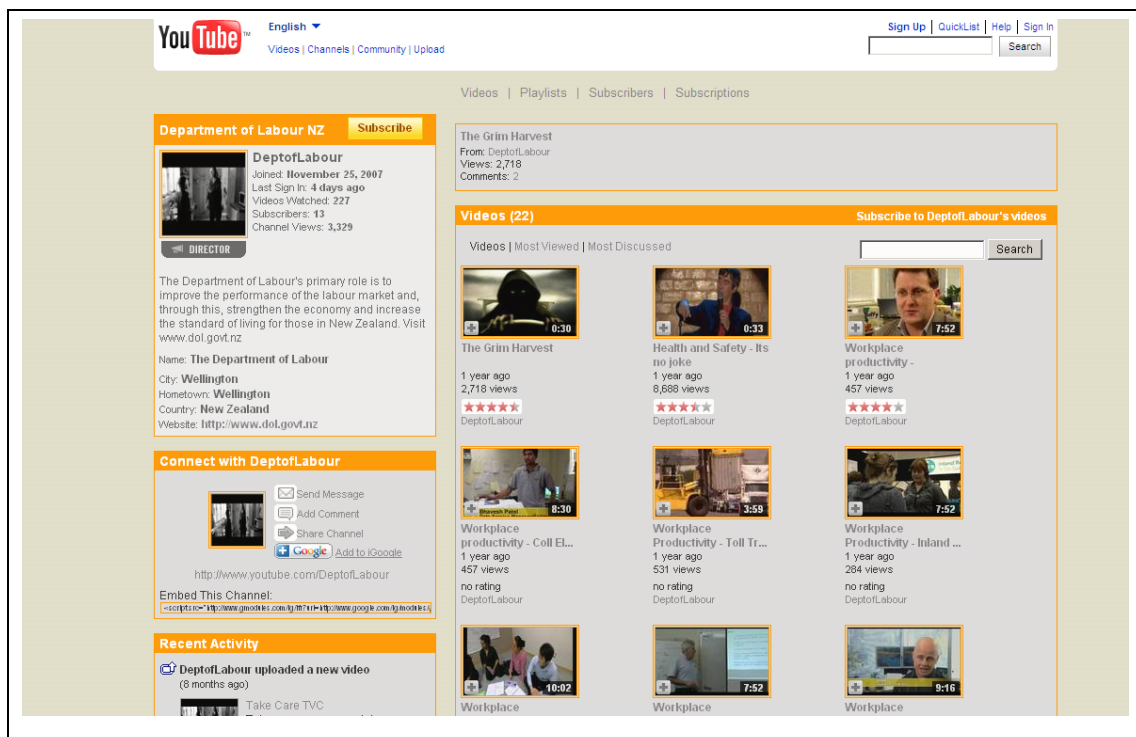 You Tube ™
English
Videos | Channels | Community | Upload
Sign Up | QuickList | Help | Sign In
Search
Videos | Playlists | Subscribers | Subscriptions
Department of Labour NZ
Subscribe
DeptofLabour
Joined: November 25, 2007
Last Sign In: 4 days ago
Videos Watched: 227
Subscribers: 13
Channel Views: 3,329
DIRECTOR
The Department of Labour's primary role is to
improve the performance of the labour market and,
through this, strengthen the economy and increase
the standard of living for those in New Zealand. Visit
www.dol.govt.nz
Name: The Department of Labour
City: Wellington
Hometown: Wellington
Country: New Zealand
Website: http://www.dol.govt.nz
Connect with DeptofLabour
Send Message
Add Comment
Share Channel
Google Add to iGoogle
http://www.youtube.com/DeptofLabour
Embed This Channel:
Recent Activity
DeptofLabour uploaded a new video
(8 months ago)
Take Care TVC
The Grim Harvest
From: DeptofLabour
Views: 2,718
Comments: 2
Videos (22)
Subscribe to DeptofLabour's videos
Videos | Most Viewed | Most Discussed
Search
0:30
0:33
7:52
The Grim Harvest
Health and Safety - Its
no joke
Workplace
productivity -
1 year ago
2,718 views
DeptofLabour
1 year ago
8,688 views
DeptofLabour
1 year ago
457 views
DeptofLabour
Bhavesh Patel
8:30
3:59
7:52
Workplace
productivity - Coll El...
1 year ago
457 views
no rating
DeptofLabour
Workplace
Productivity - Toll Tr...
1 year ago
531 views
no rating
DeptofLabour
Workplace
Productivity - Inland ...
1 year ago
284 views
no rating
DeptofLabour
10:02
7:52
9:16
Workplace
Workplace
Workplace